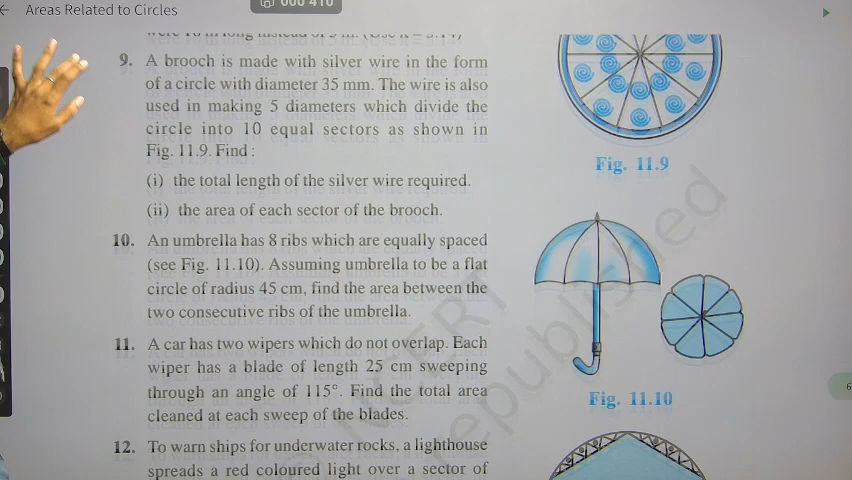 Areas Related to Circles
9. A brooch is made with silver wire in the form
of a circle with diameter 35 mm. The wire is also
used in making 5 diameters which divide the
circle into 10 equal sectors as shown in
Fig. 11.9. Find :
(i) the total length of the silver wire required.
(ii) the area of each sector of the brooch.
Fig. 11.9
10. An umbrella has 8 ribs which are equally spaced
(see Fig. 11.10). Assuming umbrella to be a flat
circle of radius 45 cm, find the area between the
two consecutive ribs of the umbrella.
11. A car has two wipers which do not overlap. Each
wiper has a blade of length 25 cm sweeping
through an angle of 115°. Find the total area
cleaned at each sweep of the blades.
Fig. 11.10
12. To warn ships for underwater rocks, a lighthouse
spreads a red coloured light over a sector of
© NCERT
republished
6